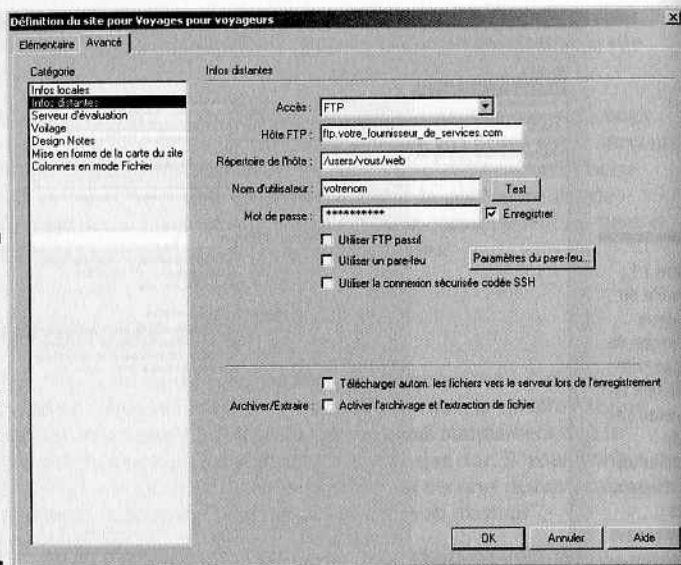 Définition du site pour Voyages pour voyageurs
Elémentaire Avancé
Catégorie
Infos locales
Infos distantes
Serveur d'évaluation
Voilage
Design Notes
Mise en forme de la carte du site
Colonnes en mode Fichier
Infos distantes
Accès : FTP
Hôte FTP : ftp.votre_fournisseur_de_services.com
Répertoire de l'hôte : /users/vous/web
Nom d'utilisateur : votrenom Test
Mot de passe : ********** Enregistrer
Utiliser FTP passif
Utiliser un pare-feu Paramètres du pare-feu...
Utiliser la connexion sécurisée codée SSH
Télécharger autom. les fichiers vers le serveur lors de l'enregistrement
Archiver/Extraire : Activer l'archivage et l'extraction de fichier
OK Annuler Aide